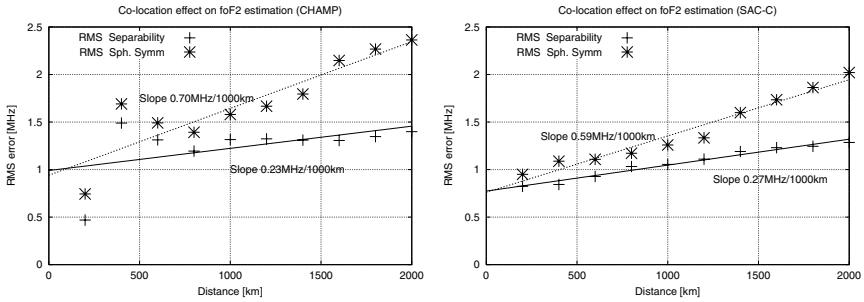 Co-location effect on foF2 estimation (CHAMP)
RMS error [MHz]
2.5
2
1.5
1
0.5
0
RMS Separability
RMS Sph. Symm
Slope 0.70MHz/1000km
Slope 0.23MHz/1000km
0 500 1000 1500 2000
Distance [km]
Co-location effect on foF2 estimation (SAC-C)
RMS error [MHz]
2.5
2
1.5
1
0.5
0
RMS Separability
RMS Sph. Symm
Slope 0.59MHz/1000km
Slope 0.27MHz/1000km
0 500 1000 1500 2000
Distance [km]